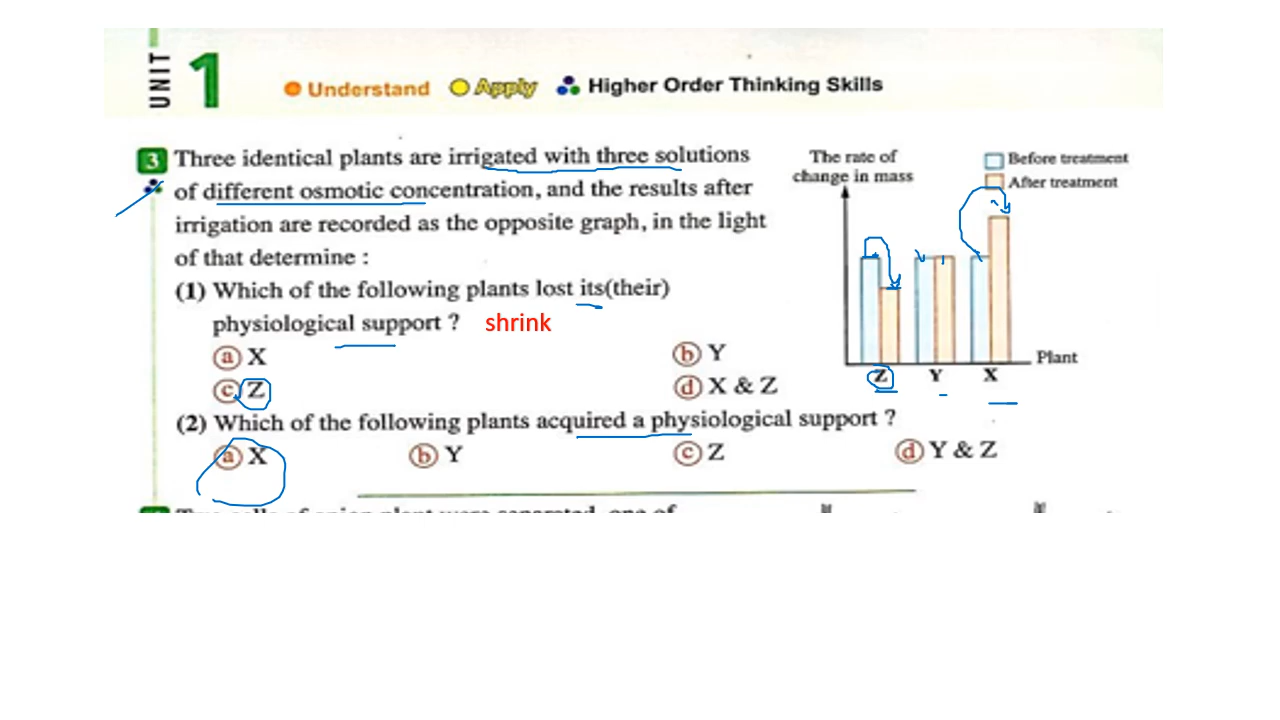 UNIT 1
Understand Apply Higher Order Thinking Skills
3 Three identical plants are irrigated with three solutions
of different osmotic concentration, and the results after
irrigation are recorded as the opposite graph, in the light
of that determine :
(1) Which of the following plants lost its(their)
physiological support ? shrink
a X
b Y
c Z
d X & Z
(2) Which of the following plants acquired a physiological support ?
a X b Y c Z d Y & Z
The rate of
change in mass
Before treatment
After treatment
Plant
Z Y X